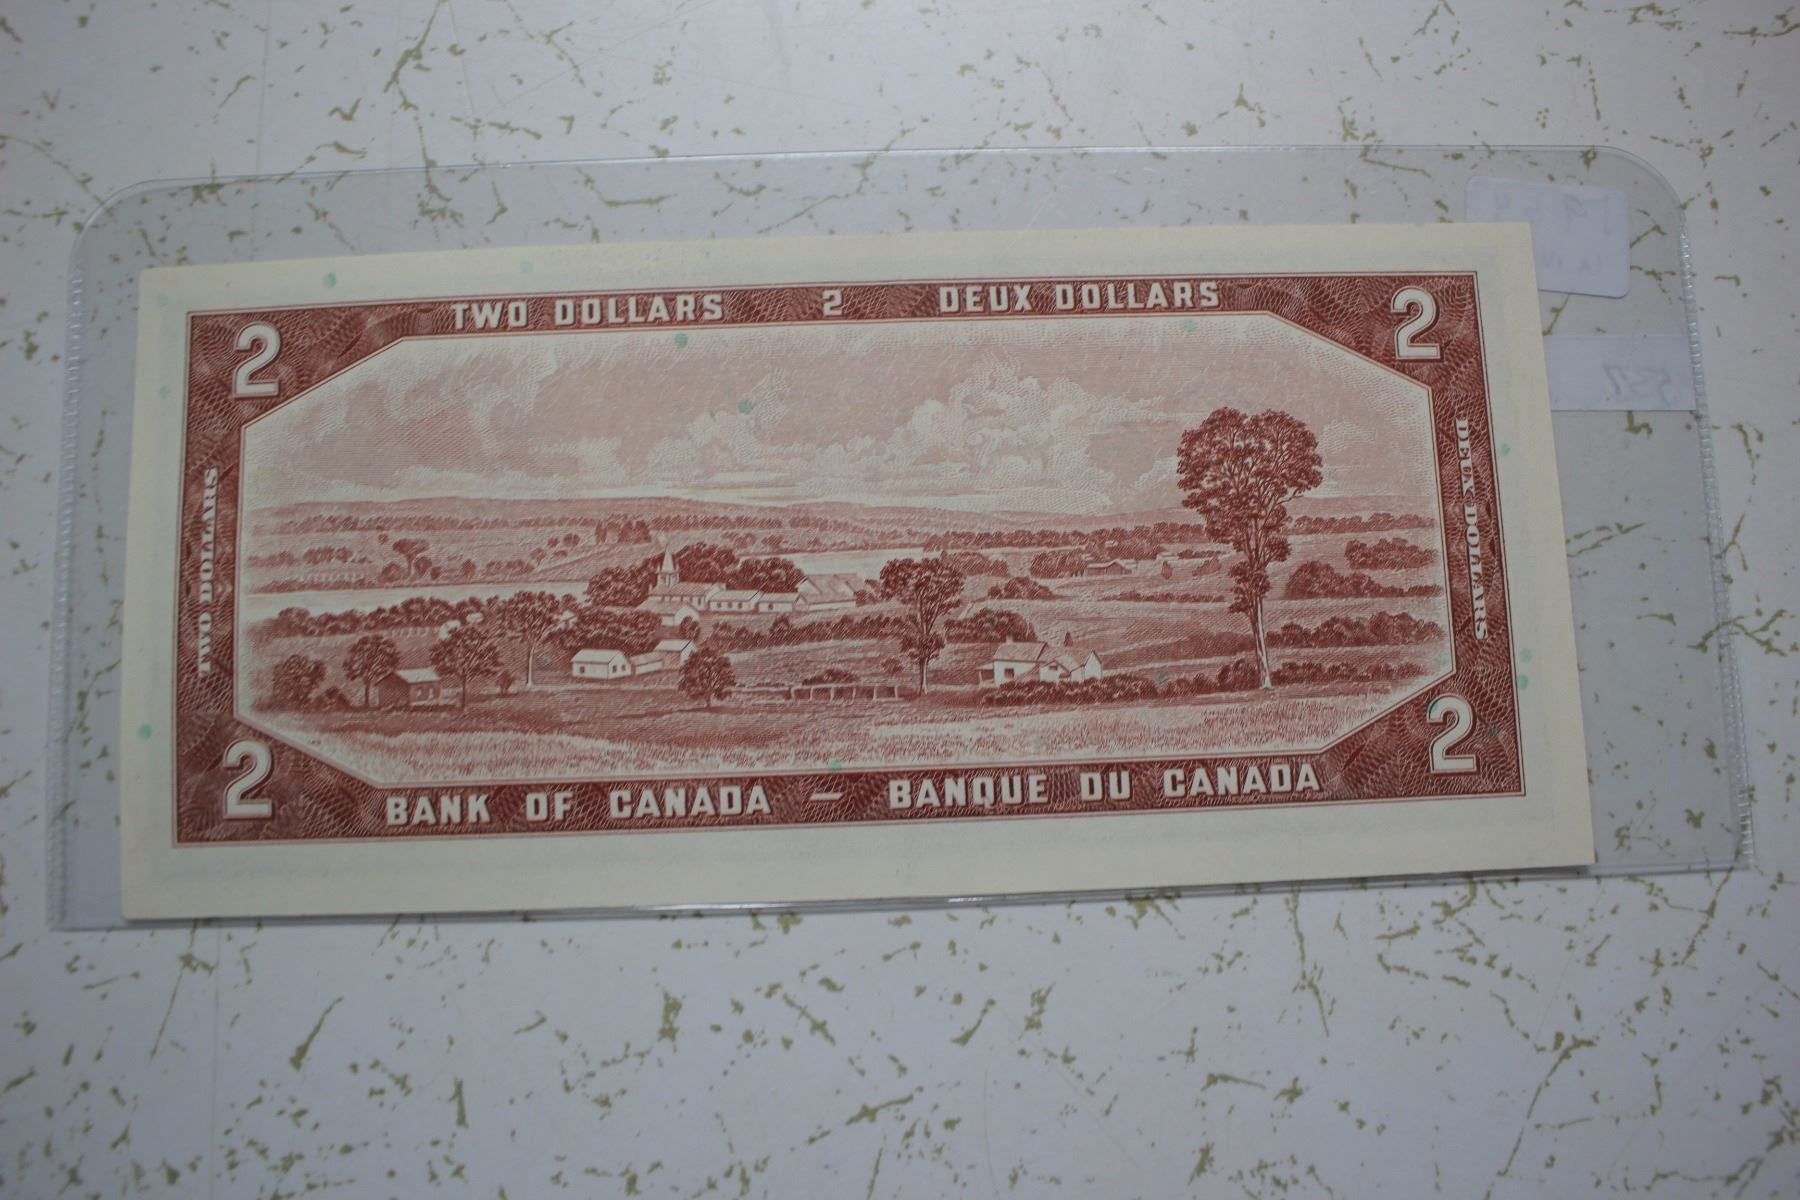 TWO DOLLARS 2 DEUX DOLLARS
2 2
TWO DOLLARS
DEUX DOLLARS
2 2
BANK OF CANADA – BANQUE DU CANADA